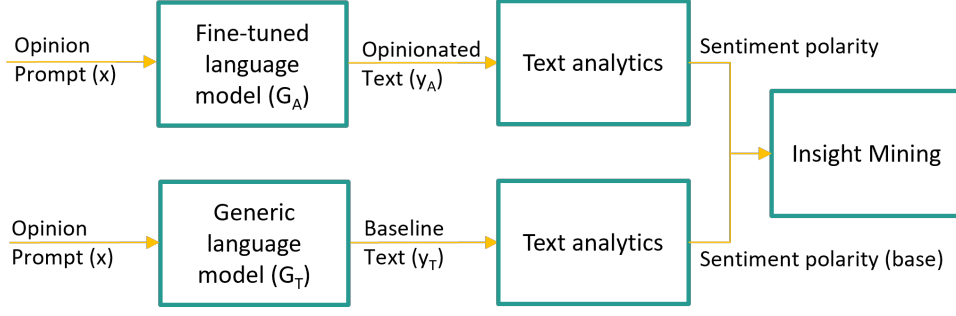 Opinion
Prompt (x)
Fine-tuned
language
model (G_A)
Opinionated
Text (y_A)
Text analytics
Sentiment polarity
Insight Mining
Opinion
Prompt (x)
Generic
language
model (G_T)
Baseline
Text (y_T)
Text analytics
Sentiment polarity (base)